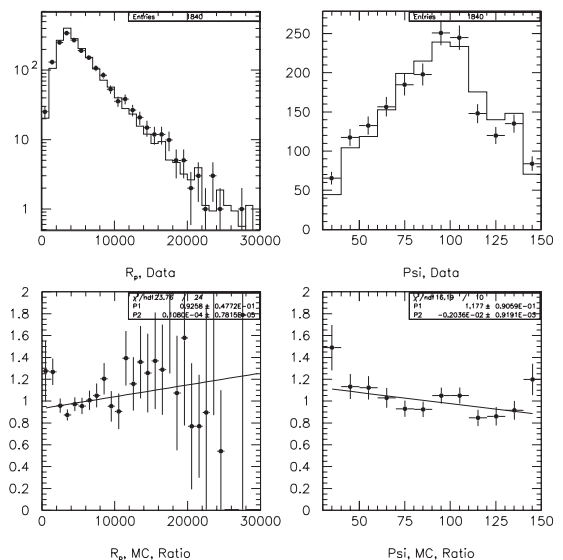 Entries 1840
10²
10
1
0 10000 20000 30000
Rₚ, Data
Entries 1840
250
200
150
100
50
0
50 75 100 125 150
Psi, Data
χ²/ndf 23.76 / 24
P1 0.9258 ± 0.4772E-01
P2 0.1080E-04 ± 0.7815E-05
2
1.8
1.6
1.4
1.2
1
0.8
0.6
0.4
0.2
0
0 10000 20000 30000
Rₚ, MC, Ratio
χ²/ndf 16.19 / 10
P1 1.177 ± 0.9059E-01
P2 -0.2036E-02 ± 0.9191E-03
2
1.8
1.6
1.4
1.2
1
0.8
0.6
0.4
0.2
0
50 75 100 125 150
Psi, MC, Ratio